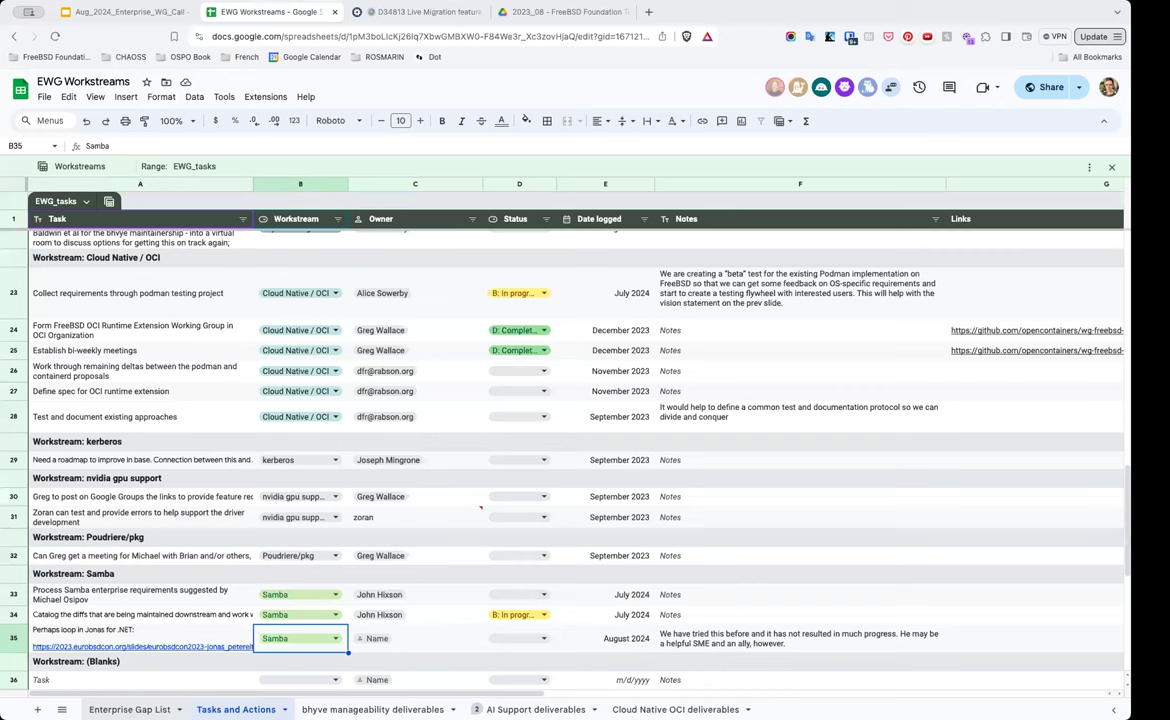 Aug_2024_Enterprise_WG_Call -
EWG Workstreams - Google S
D34813 Live Migration feature
2023_08 - FreeBSD Foundation T
docs.google.com/spreadsheets/d/
VPN
Update
FreeBSD Foundati...
CHAOSS
OSPO Book
French
Google Calendar
ROSMARIN
Dot
All Bookmarks
EWG Workstreams
File Edit View Insert Format Data Tools Extensions Help
Share
Menus
100%
$ % .0 .00 123
Roboto
10
B35
Samba
Workstreams Range: EWG_tasks
A B C D E F G
EWG_tasks
1 Task Workstream Owner Status Date logged Notes Links
Baldwin et al for the bhyve maintainership - into a virtual
room to discuss options for getting this on track again;
Workstream: Cloud Native / OCI
23 Collect requirements through podman testing project Cloud Native / OCI Alice Sowerby B: In progr... July 2024
We are creating a "beta" test for the existing Podman implementation on
FreeBSD so that we can get some feedback on OS-specific requirements and
start to create a testing flywheel with interested users. This will help with the
vision statement on the prev slide.
24 Form FreeBSD OCI Runtime Extension Working Group in
OCI Organization
Cloud Native / OCI Greg Wallace D: Complet... December 2023 Notes https://github.com/opencontainers/wg-freebsd-
25 Establish bi-weekly meetings Cloud Native / OCI Greg Wallace D: Complet... December 2023 Notes https://github.com/opencontainers/wg-freebsd-
26 Work through remaining deltas between the podman and
containerd proposals
Cloud Native / OCI dfr@rabson.org November 2023 Notes
27 Define spec for OCI runtime extension Cloud Native / OCI dfr@rabson.org November 2023 Notes
28 Test and document existing approaches Cloud Native / OCI dfr@rabson.org September 2023
It would help to define a common test and documentation protocol so we can
divide and conquer
Workstream: kerberos
29 Need a roadmap to improve in base. Connection between this and. kerberos Joseph Mingrone September 2023 Notes
Workstream: nvidia gpu support
30 Greg to post on Google Groups the links to provide feature rec nvidia gpu supp... Greg Wallace September 2023 Notes
31 Zoran can test and provide errors to help support the driver
development
nvidia gpu supp... zoran September 2023 Notes
Workstream: Poudriere/pkg
32 Can Greg get a meeting for Michael with Brian and/or others, Poudriere/pkg Greg Wallace September 2023 Notes
Workstream: Samba
33 Process Samba enterprise requirements suggested by
Michael Osipov
Samba John Hixson July 2024 Notes
34 Catalog the diffs that are being maintained downstream and work w Samba John Hixson B: In progr... July 2024 Notes
Perhaps loop in Jonas for .NET:
35 Samba Name August 2024
We have tried this before and it has not resulted in much progress. He may be
a helpful SME and an ally, however.
https://2023.eurobsdcon.org/slides/eurobsdcon2023-jonas_peterelt
Workstream: (Blanks)
36 Task Name m/d/yyyy Notes
Enterprise Gap List
Tasks and Actions
bhyve manageability deliverables
2 AI Support deliverables
Cloud Native OCI deliverables